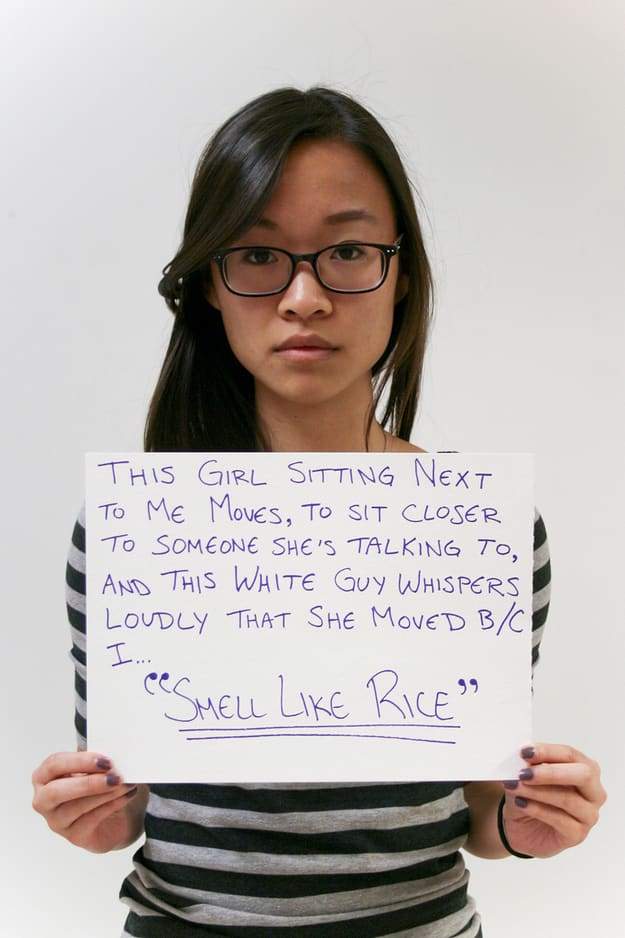 THIS GIRL SITTING NEXT
TO ME MOVES, TO SIT CLOSER
TO SOMEONE SHE'S TALKING TO,
AND THIS WHITE GUY WHISPERS
LOUDLY THAT SHE MOVED B/C
I...
"SMELL LIKE RICE"